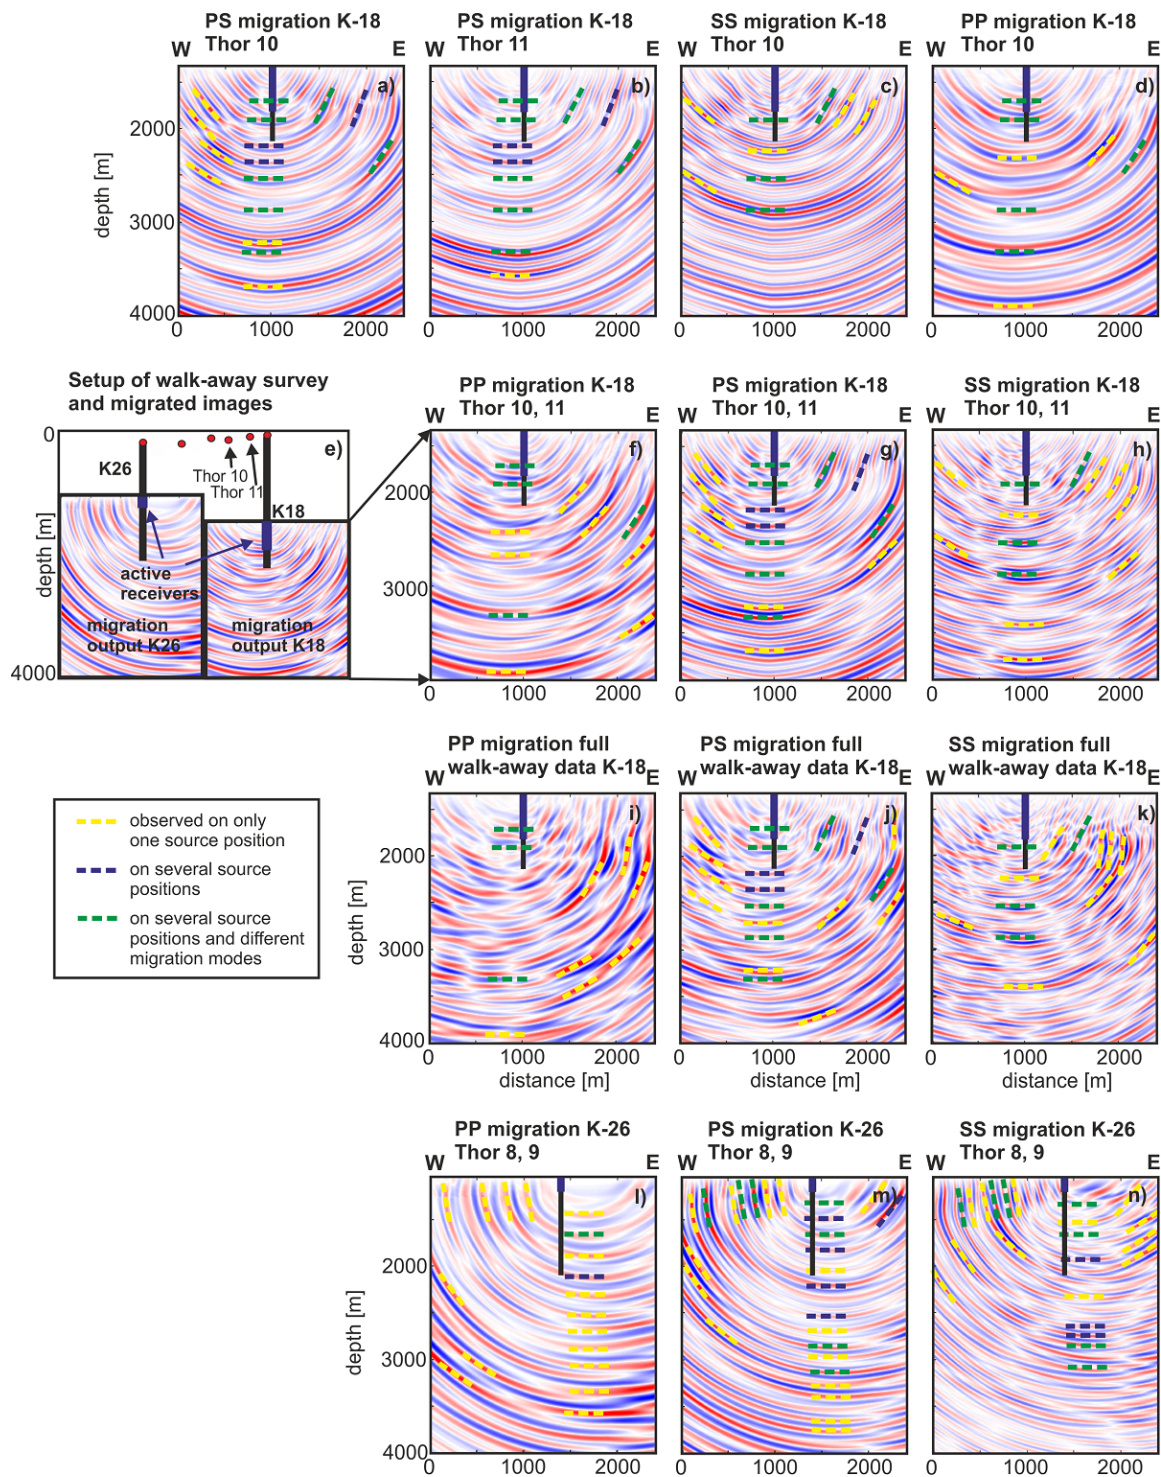 PS migration K-18
Thor 10
W
a)
PS migration K-18
Thor 11
b)
SS migration K-18
Thor 10
c)
PP migration K-18
Thor 10
E
d)
depth [m]
2000
3000
4000
0 1000 2000
0 1000 2000
0 1000 2000
0 1000 2000
Setup of walk-away survey
and migrated images
0
e)
K26
Thor 10
Thor 11
K18
depth [m]
active
receivers
migration
output K26
migration
output K18
4000
PP migration K-18
W Thor 10, 11
f)
PS migration K-18
Thor 10, 11
g)
SS migration K-18
Thor 10, 11 E
h)
2000
3000
0 1000 2000
0 1000 2000
0 1000 2000
PP migration full
W walk-away data K-18 E
i)
PS migration full
W walk-away data K-18 E
j)
SS migration full
W walk-away data K-18 E
k)
observed on only
one source position
on several source
positions
on several source
positions and different
migration modes
depth [m]
2000
3000
4000
0 1000 2000
0 1000 2000
0 1000 2000
distance [m]
distance [m]
PP migration K-26
Thor 8, 9
W E
l)
PS migration K-26
Thor 8, 9
W
m)
SS migration K-26
Thor 8, 9
W E
n)
depth [m]
2000
3000
4000
0 1000 2000
0 1000 2000
0 1000 2000